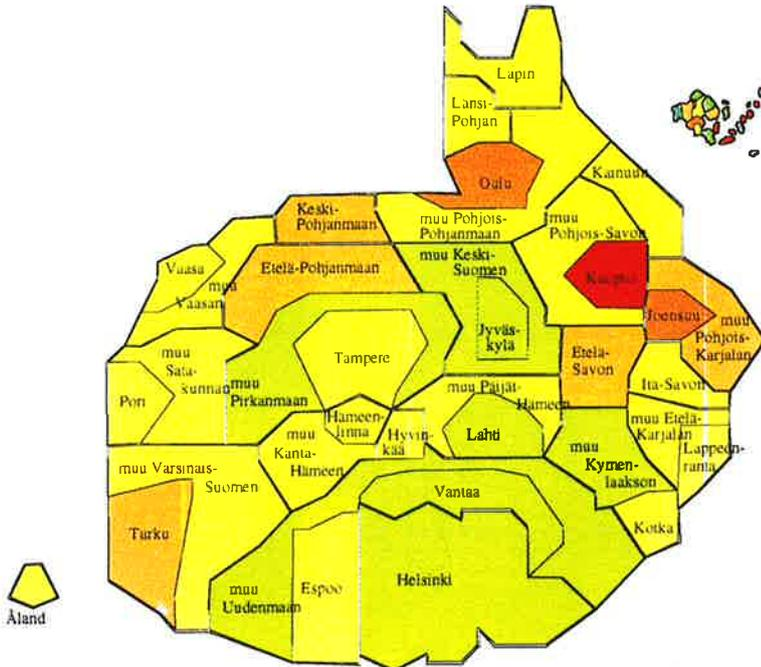 Lapin
Länsi-
Pohjan
Oulu
Kainuun
muu
Pohjois-Savon
Keski-
Pohjanmaan
muu Pohjois-
Pohjanmaan
Vaasa
muu
Vaasan
Etelä-Pohjanmaan
muu Keski-
Suomen
Kuopio
Joensuu
muu
Pohjois-
Karjalan
Jyväs-
kylä
Tampere
muu
Sata-
kunnan
Etelä-
Savon
Ita-Savon
muu
Pirkanmaan
Pori
muu Päijät-
Hämeen
Hämeen-
linna
Hyvin-
kää
Lahti
muu Etelä-
Karjalan
Lappeen-
ranta
muu
Kanta-
Hämeen
muu
Kymen-
laakson
muu Varsinais-
Suomen
Vantaa
Kotka
Turku
Espoo
Helsinki
muu
Uudenmaan
Åland